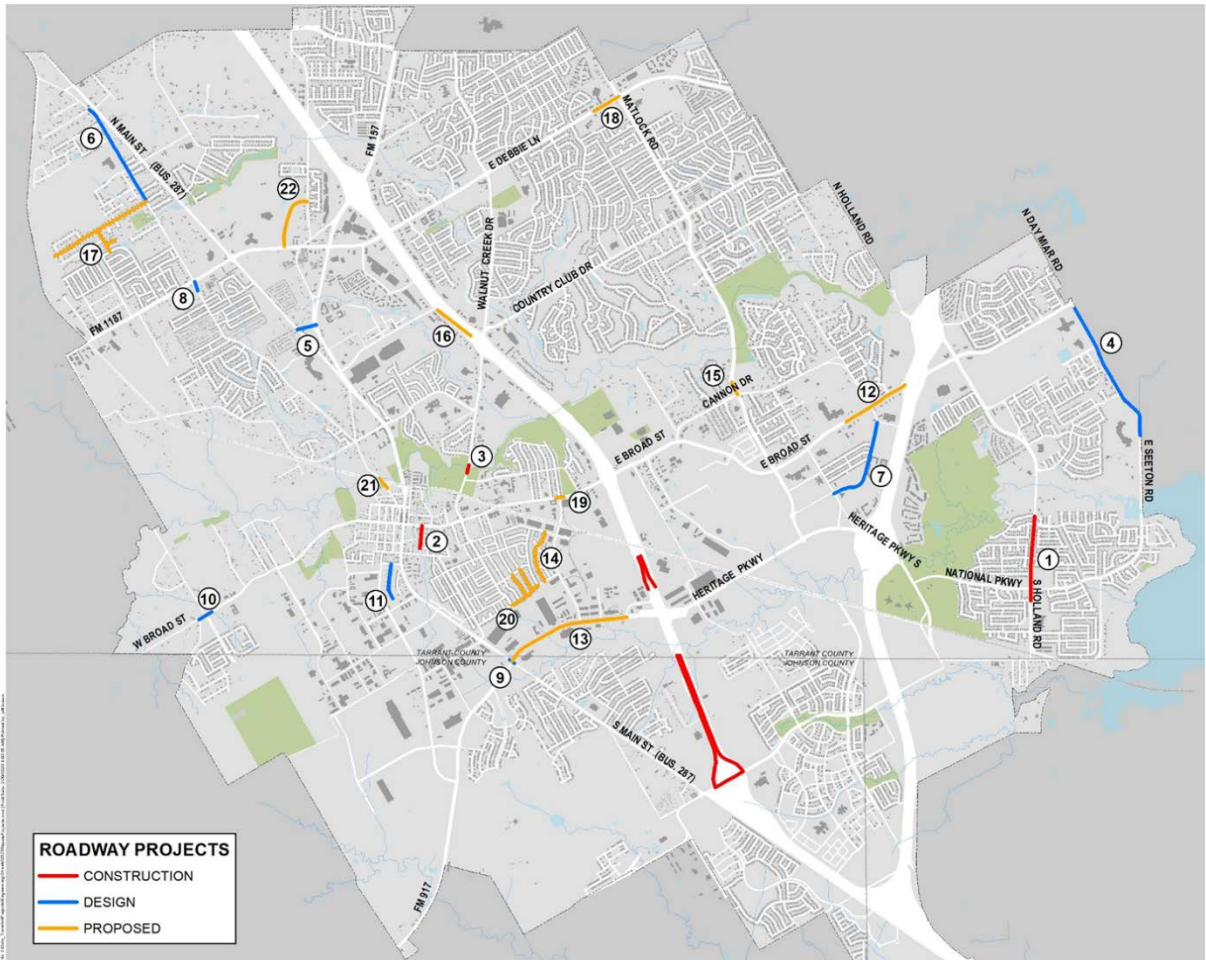 18
MATLOCK RD
6
N MAIN ST
(BUS. 287)
FM 157
E DEBBIE LN
22
N HOLLAND RD
N DAY MIAR RD
WALNUT CREEK DR
17
COUNTRY CLUB DR
8
FM 1187
16
5
4
15
CANNON DR
12
E BROAD ST
E BROAD ST
E SEETON RD
3
7
21
19
HERITAGE PKWY S
2
14
1
HERITAGE PKWY
NATIONAL PKWY
11
S HOLLAND RD
10
20
W BROAD ST
13
TARRANT COUNTY
JOHNSON COUNTY
TARRANT COUNTY
JOHNSON COUNTY
9
S MAIN ST (BUS. 287)
FM 917
ROADWAY PROJECTS
CONSTRUCTION
DESIGN
PROPOSED